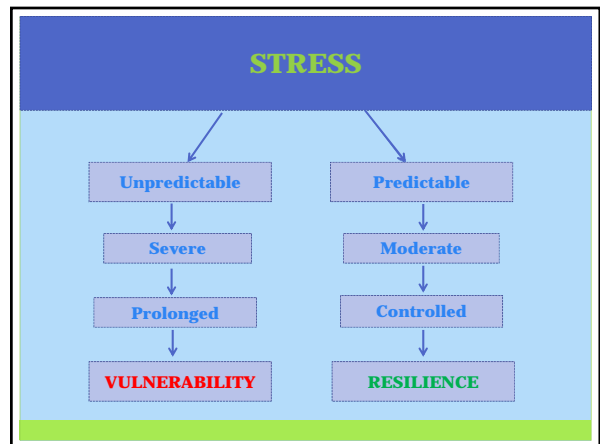 STRESS
Unpredictable
Severe
Prolonged
VULNERABILITY
Predictable
Moderate
Controlled
RESILIENCE